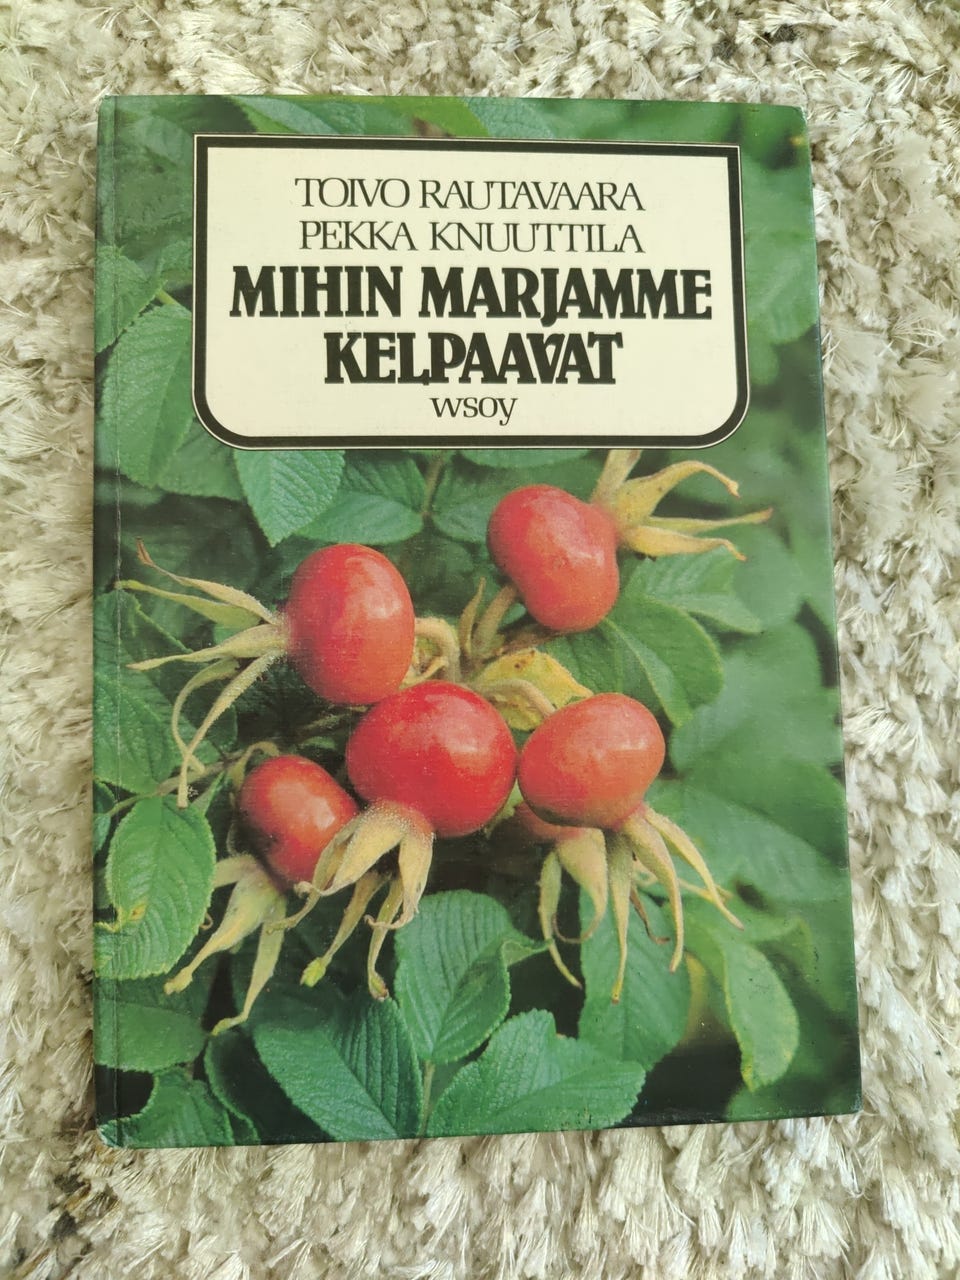 TOIVO RAUTAVAARA
PEKKA KNUUTTILA
MIHIN MARJAMME
KELPAAVAT
wsoy